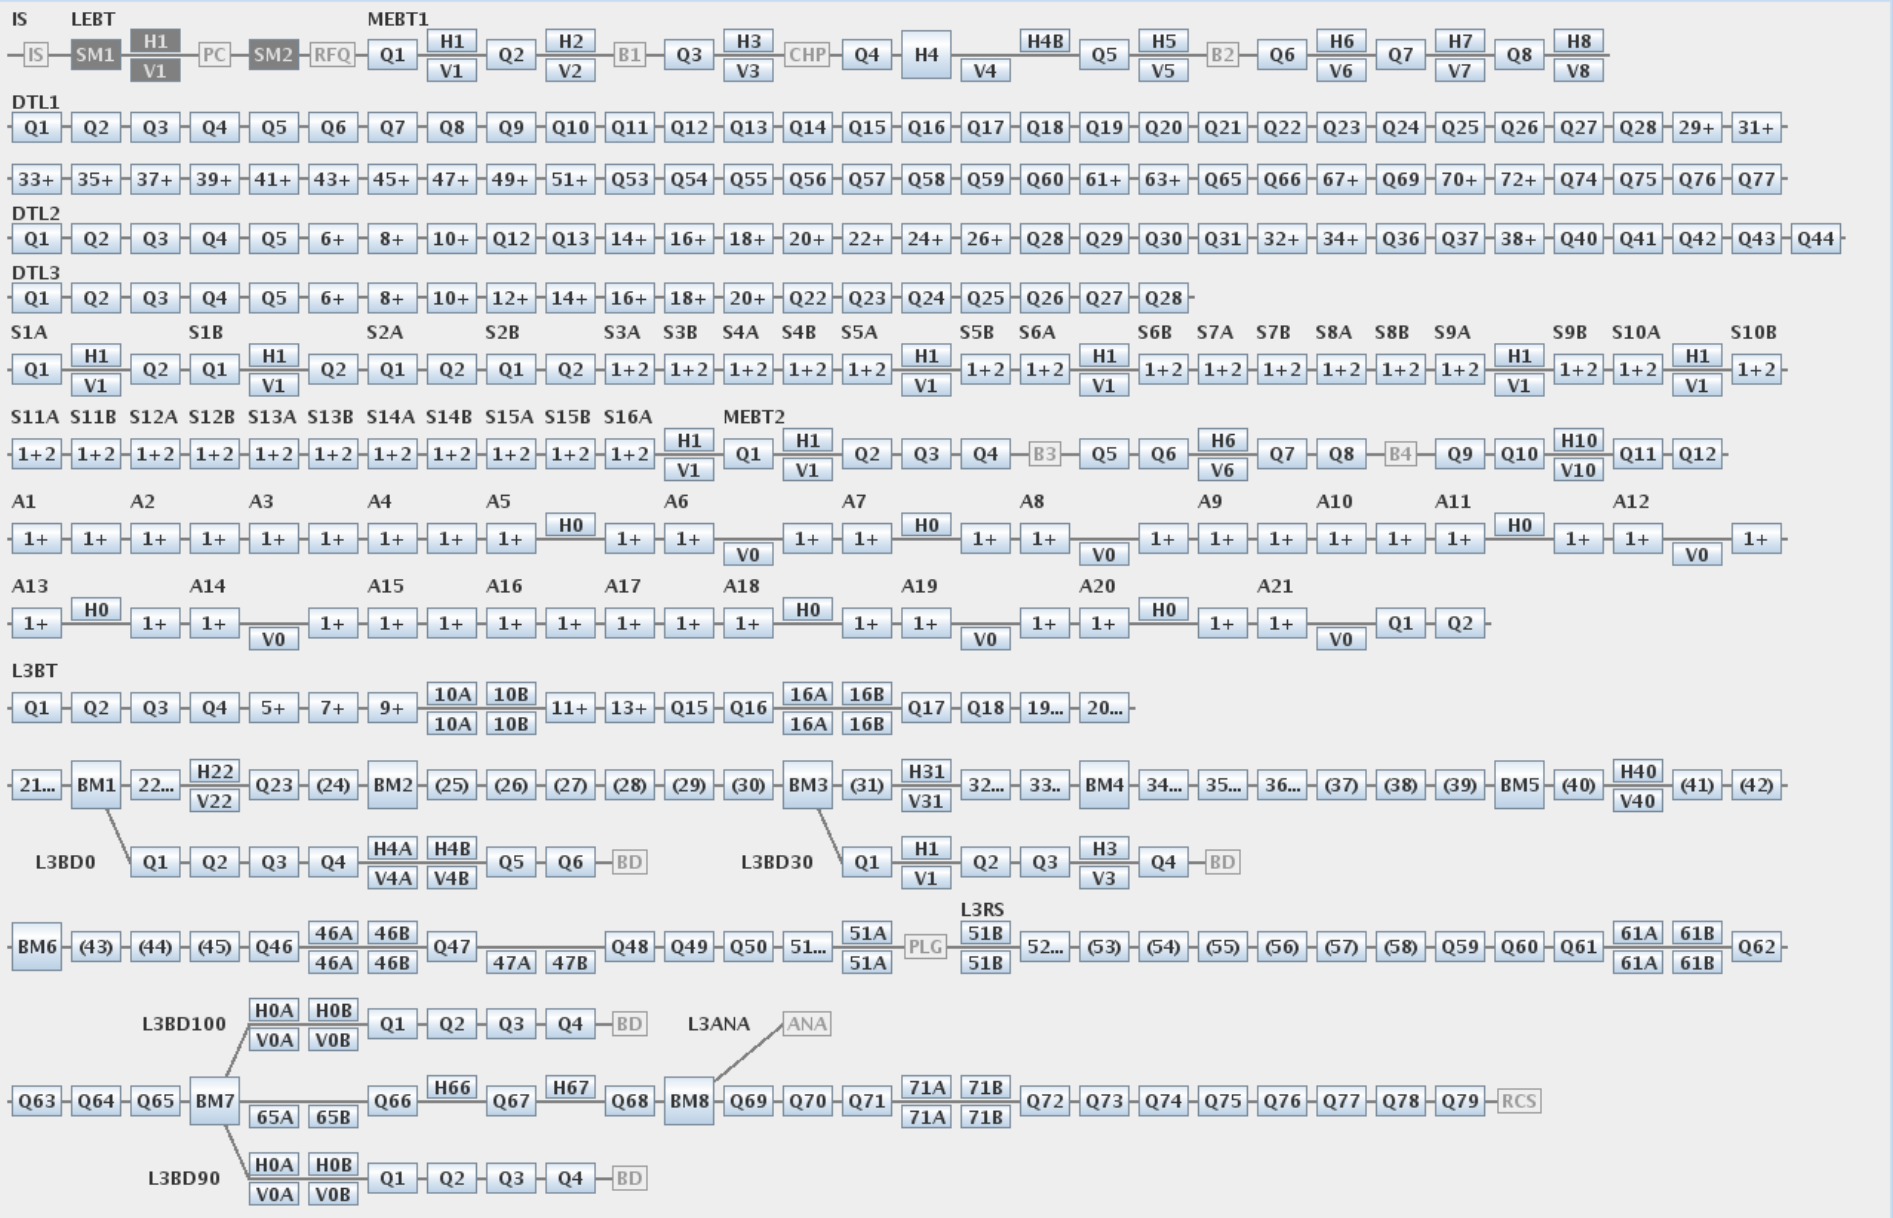 IS LEBT MEBT1
H1 H1 H2 H3 H4B H5 H6 H7 H8
IS SM1 PC SM2 RFQ Q1 Q2 B1 Q3 CHP Q4 H4 Q5 B2 Q6 Q7 Q8
V1 V1 V2 V3 V4 V5 V6 V7 V8
DTL1
Q1 Q2 Q3 Q4 Q5 Q6 Q7 Q8 Q9 Q10 Q11 Q12 Q13 Q14 Q15 Q16 Q17 Q18 Q19 Q20 Q21 Q22 Q23 Q24 Q25 Q26 Q27 Q28 29+ 31+
33+ 35+ 37+ 39+ 41+ 43+ 45+ 47+ 49+ 51+ Q53 Q54 Q55 Q56 Q57 Q58 Q59 Q60 61+ 63+ Q65 Q66 67+ Q69 70+ 72+ Q74 Q75 Q76 Q77
DTL2
Q1 Q2 Q3 Q4 Q5 6+ 8+ 10+ Q12 Q13 14+ 16+ 18+ 20+ 22+ 24+ 26+ Q28 Q29 Q30 Q31 32+ 34+ Q36 Q37 38+ Q40 Q41 Q42 Q43 Q44
DTL3
Q1 Q2 Q3 Q4 Q5 6+ 8+ 10+ 12+ 14+ 16+ 18+ 20+ Q22 Q23 Q24 Q25 Q26 Q27 Q28
S1A S1B S2A S2B S3A S3B S4A S4B S5A S5B S6A S6B S7A S7B S8A S8B S9A S9B S10A S10B
H1 H1 H1 H1 H1 H1
Q1 Q2 Q1 Q2 Q1 Q2 Q1 Q2 1+2 1+2 1+2 1+2 1+2 1+2 1+2 1+2 1+2 1+2 1+2 1+2 1+2 1+2 1+2 1+2
V1 V1 V1 V1 V1 V1
S11A S11B S12A S12B S13A S13B S14A S14B S15A S15B S16A MEBT2
H1 H1 H6 H10
1+2 1+2 1+2 1+2 1+2 1+2 1+2 1+2 1+2 1+2 1+2 Q1 Q2 Q3 Q4 B3 Q5 Q6 Q7 Q8 B4 Q9 Q10 Q11 Q12
V1 V1 V6 V10
A1 A2 A3 A4 A5 A6 A7 A8 A9 A10 A11 A12
H0 H0 H0
1+ 1+ 1+ 1+ 1+ 1+ 1+ 1+ 1+ 1+ 1+ 1+ 1+ 1+ 1+ 1+ 1+ 1+ 1+ 1+ 1+ 1+ 1+ 1+
V0 V0 V0
A13 A14 A15 A16 A17 A18 A19 A20 A21
H0 H0 H0
1+ 1+ 1+ 1+ 1+ 1+ 1+ 1+ 1+ 1+ 1+ 1+ 1+ 1+ 1+ 1+ 1+ Q1 Q2
V0 V0 V0
L3BT
10A 10B 16A 16B
Q1 Q2 Q3 Q4 5+ 7+ 9+ 11+ 13+ Q15 Q16 Q17 Q18 19... 20...
10A 10B 16A 16B
H22 H31 H40
21... BM1 22... Q23 (24) BM2 (25) (26) (27) (28) (29) (30) BM3 (31) 32... 33.. BM4 34... 35... 36... (37) (38) (39) BM5 (40) (41) (42)
V22 V31 V40
H4A H4B H1 H3
L3BD0 Q1 Q2 Q3 Q4 Q5 Q6 BD L3BD30 Q1 Q2 Q3 Q4 BD
V4A V4B V1 V3
L3RS
46A 46B 51A 51B 61A 61B
BM6 (43) (44) (45) Q46 Q47 Q48 Q49 Q50 51... PLG 52... (53) (54) (55) (56) (57) (58) Q59 Q60 Q61 Q62
46A 46B 47A 47B 51A 51B 61A 61B
H0A H0B
L3BD100 Q1 Q2 Q3 Q4 BD L3ANA ANA
V0A V0B
H66 H67 71A 71B
Q63 Q64 Q65 BM7 Q66 Q67 Q68 BM8 Q69 Q70 Q71 Q72 Q73 Q74 Q75 Q76 Q77 Q78 Q79 RCS
65A 65B 71A 71B
H0A H0B
L3BD90 Q1 Q2 Q3 Q4 BD
V0A V0B